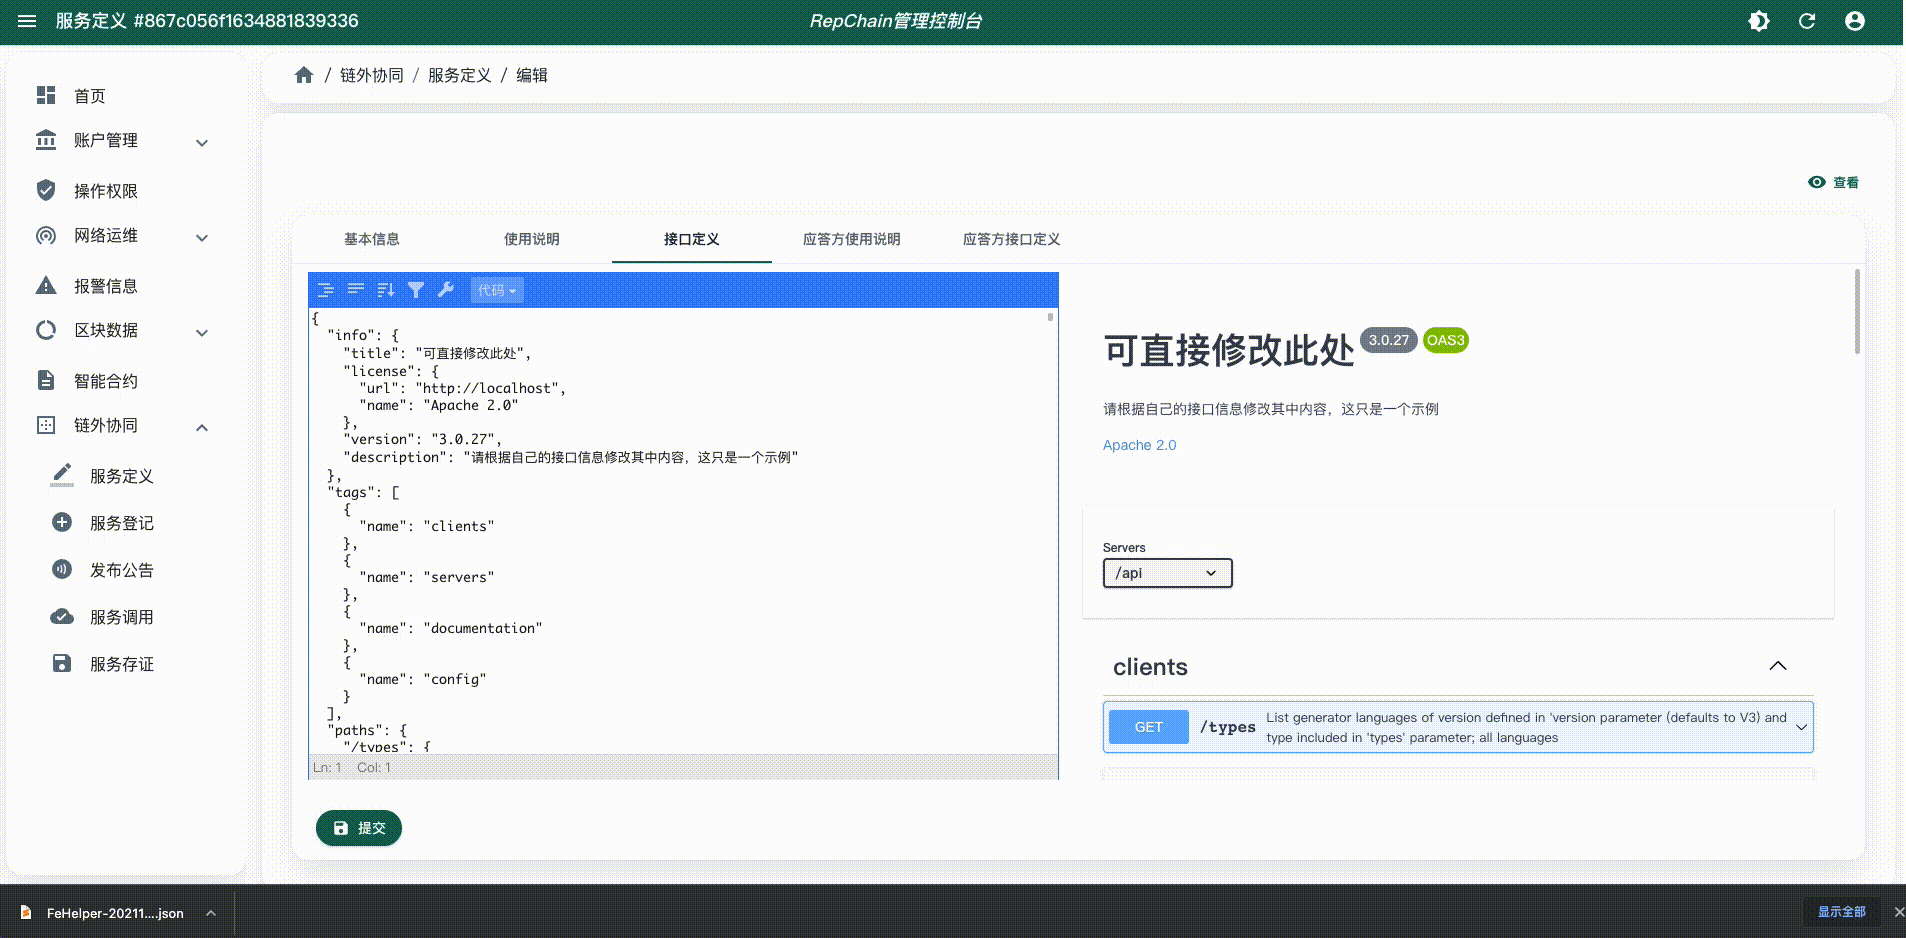 服务定义 #867c056f1634881839336
RepChain管理控制台
首页
账户管理
操作权限
网络运维
报警信息
区块数据
智能合约
链外协同
服务定义
服务登记
发布公告
服务调用
服务存证
/ 链外协同 / 服务定义 / 编辑
查看
基本信息 使用说明 接口定义 应答方使用说明 应答方接口定义
代码
{
"info": {
"title": "可直接修改此处",
"license": {
"url": "http://localhost",
"name": "Apache 2.0"
},
"version": "3.0.27",
"description": "请根据自己的接口信息修改其中内容，这只是一个示例"
},
"tags": [
{
"name": "clients"
},
{
"name": "servers"
},
{
"name": "documentation"
},
{
"name": "config"
}
],
"paths": {
"/types": {
Ln: 1 Col: 1
提交
可直接修改此处 3.0.27 OAS3
请根据自己的接口信息修改其中内容，这只是一个示例
Apache 2.0
Servers
/api
clients
GET /types List generator languages of version defined in 'version parameter (defaults to V3) and
type included in 'types' parameter; all languages
FeHelper-20211....json
显示全部